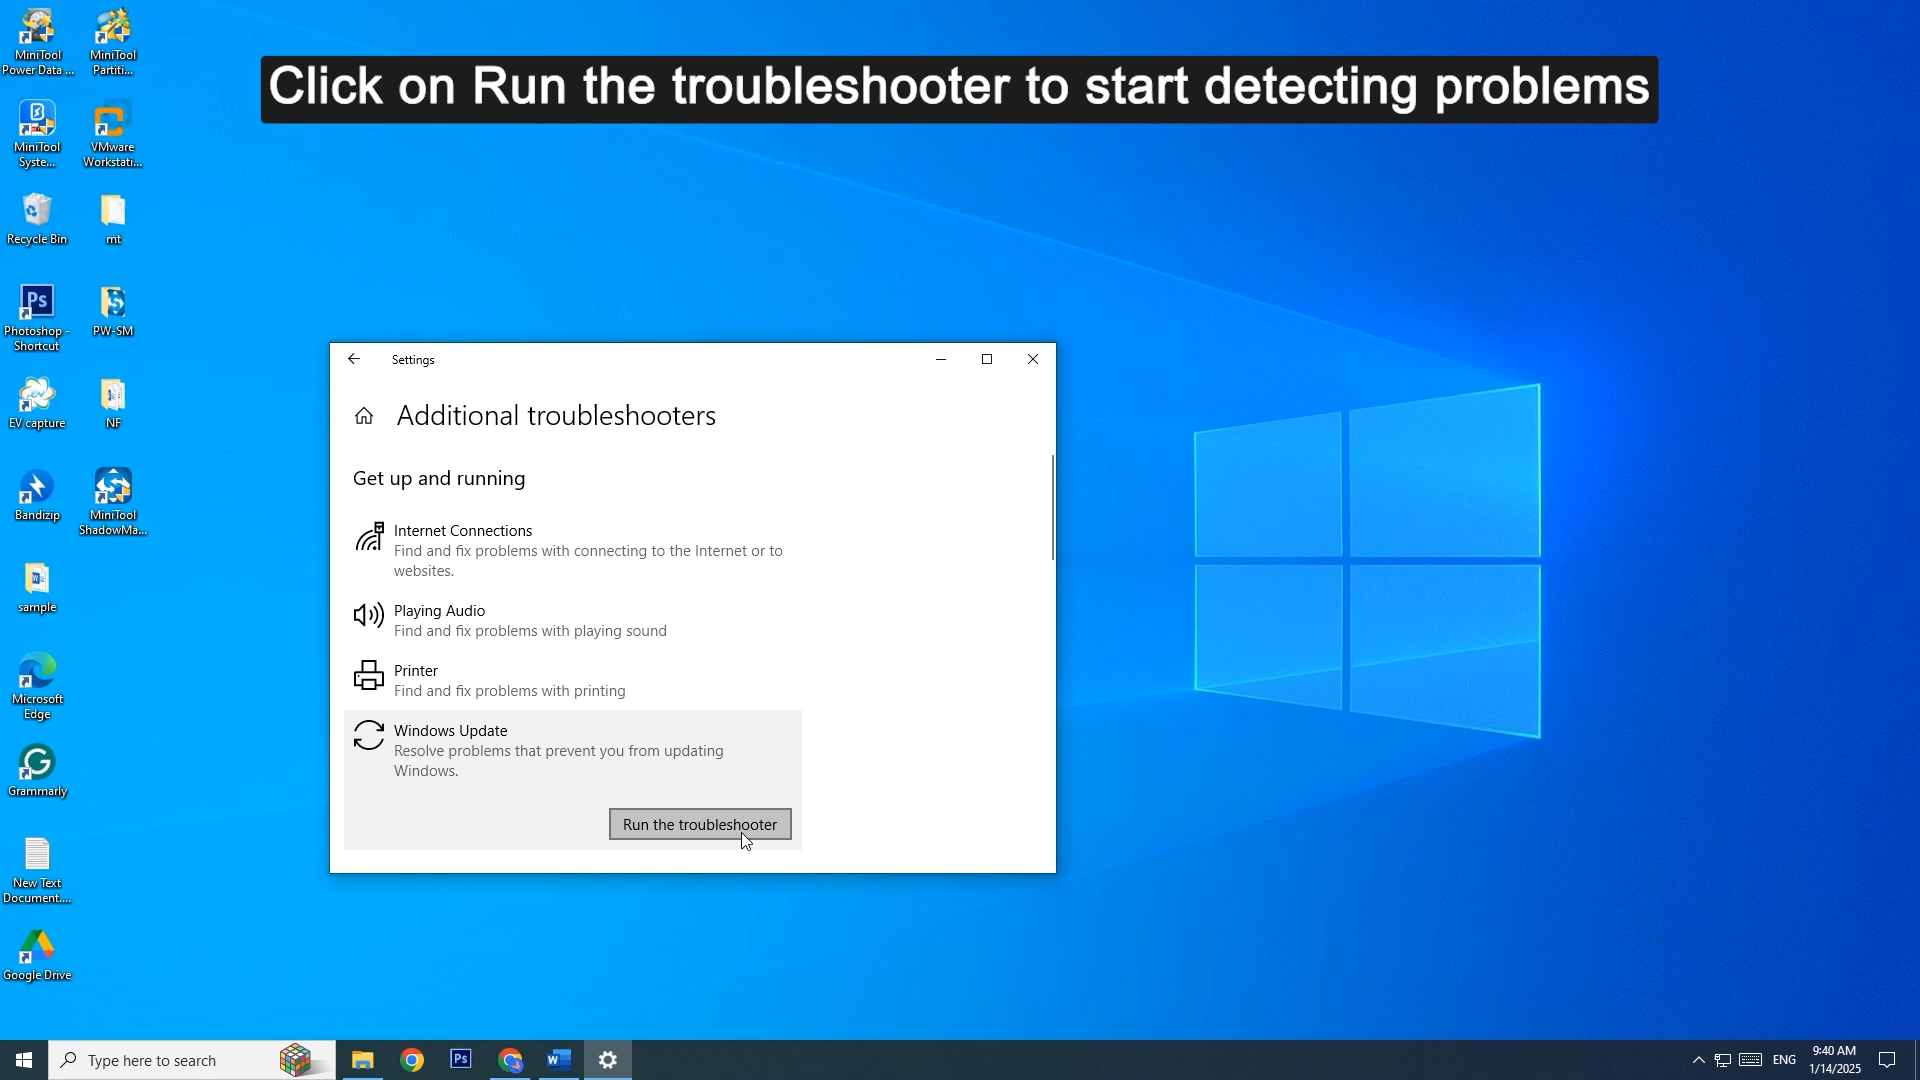 Click on Run the troubleshooter to start detecting problems
MiniTool
Power Data ...
MiniTool
Partiti...
MiniTool
Syste...
VMware
Workstati...
Recycle Bin
mt
Ps
Photoshop -
Shortcut
PW-SM
EV capture
NF
Bandizip
MiniTool
ShadowMa...
sample
Microsoft
Edge
Grammarly
New Text
Document....
Google Drive
Settings
Additional troubleshooters
Get up and running
Internet Connections
Find and fix problems with connecting to the Internet or to
websites.
Playing Audio
Find and fix problems with playing sound
Printer
Find and fix problems with printing
Windows Update
Resolve problems that prevent you from updating
Windows.
Run the troubleshooter
Type here to search
Ps
W
ENG
9:40 AM
1/14/2025